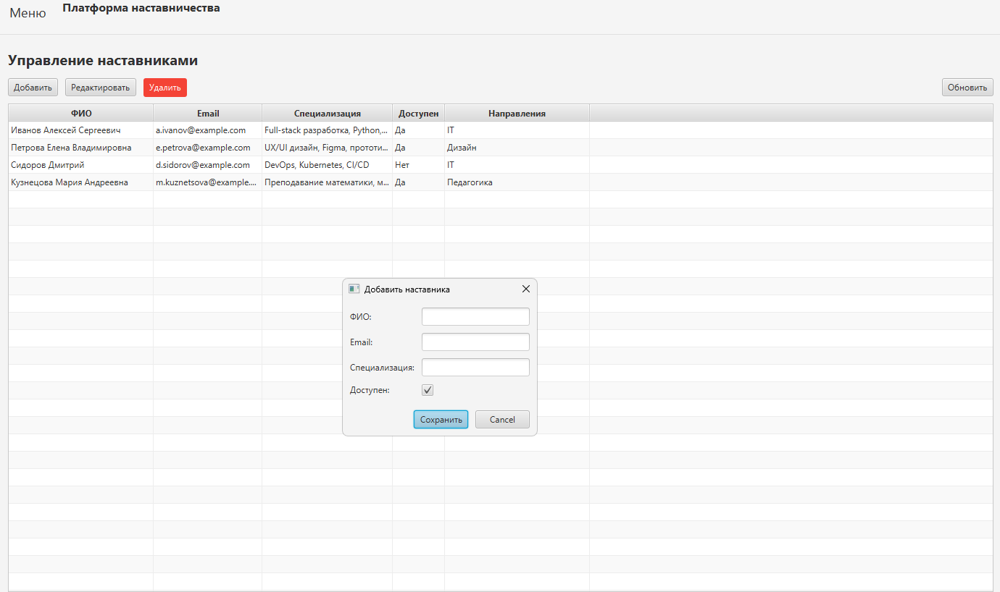 Меню
Платформа наставничества
Управление наставниками
Добавить Редактировать Удалить Обновить
ФИО Email Специализация Доступен Направления
Иванов Алексей Сергеевич a.ivanov@example.com Full-stack разработка, Python,... Да IT
Петрова Елена Владимировна e.petrova@example.com UX/UI дизайн, Figma, прототи... Да Дизайн
Сидоров Дмитрий d.sidorov@example.com DevOps, Kubernetes, CI/CD Нет IT
Кузнецова Мария Андреевна m.kuznetsova@example.... Преподавание математики, м... Да Педагогика
Добавить наставника
ФИО:
Email:
Специализация:
Доступен:
Сохранить Cancel